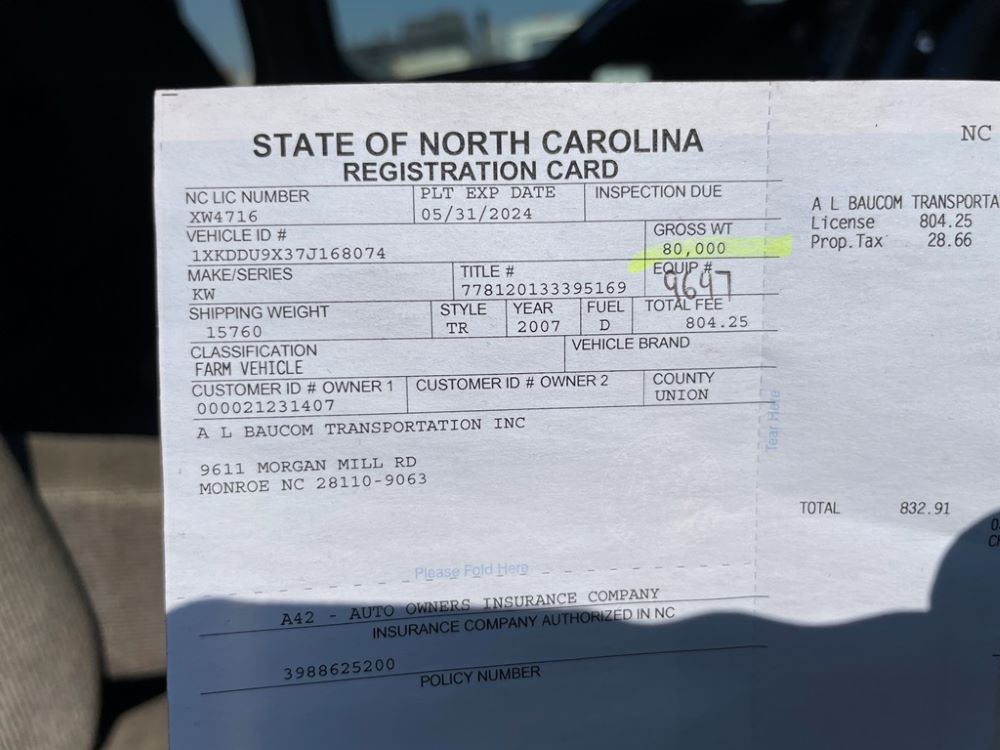 STATE OF NORTH CAROLINA
REGISTRATION CARD
NC LIC NUMBER PLT EXP DATE INSPECTION DUE
XW4716 05/31/2024
VEHICLE ID # GROSS WT
1XKDDU9X37J168074 80,000
MAKE/SERIES TITLE # EQUIP #
KW 778120133395169 9647
SHIPPING WEIGHT STYLE YEAR FUEL TOTAL FEE
15760 TR 2007 D 804.25
CLASSIFICATION VEHICLE BRAND
FARM VEHICLE
CUSTOMER ID # OWNER 1 CUSTOMER ID # OWNER 2 COUNTY
000021231407 UNION
A L BAUCOM TRANSPORTATION INC
9611 MORGAN MILL RD
MONROE NC 28110-9063
Please Fold Here
A42 - AUTO OWNERS INSURANCE COMPANY
INSURANCE COMPANY AUTHORIZED IN NC
3988625200
POLICY NUMBER
Tear Here
NC
A L BAUCOM TRANSPORTA
License 804.25
Prop.Tax 28.66
TOTAL 832.91